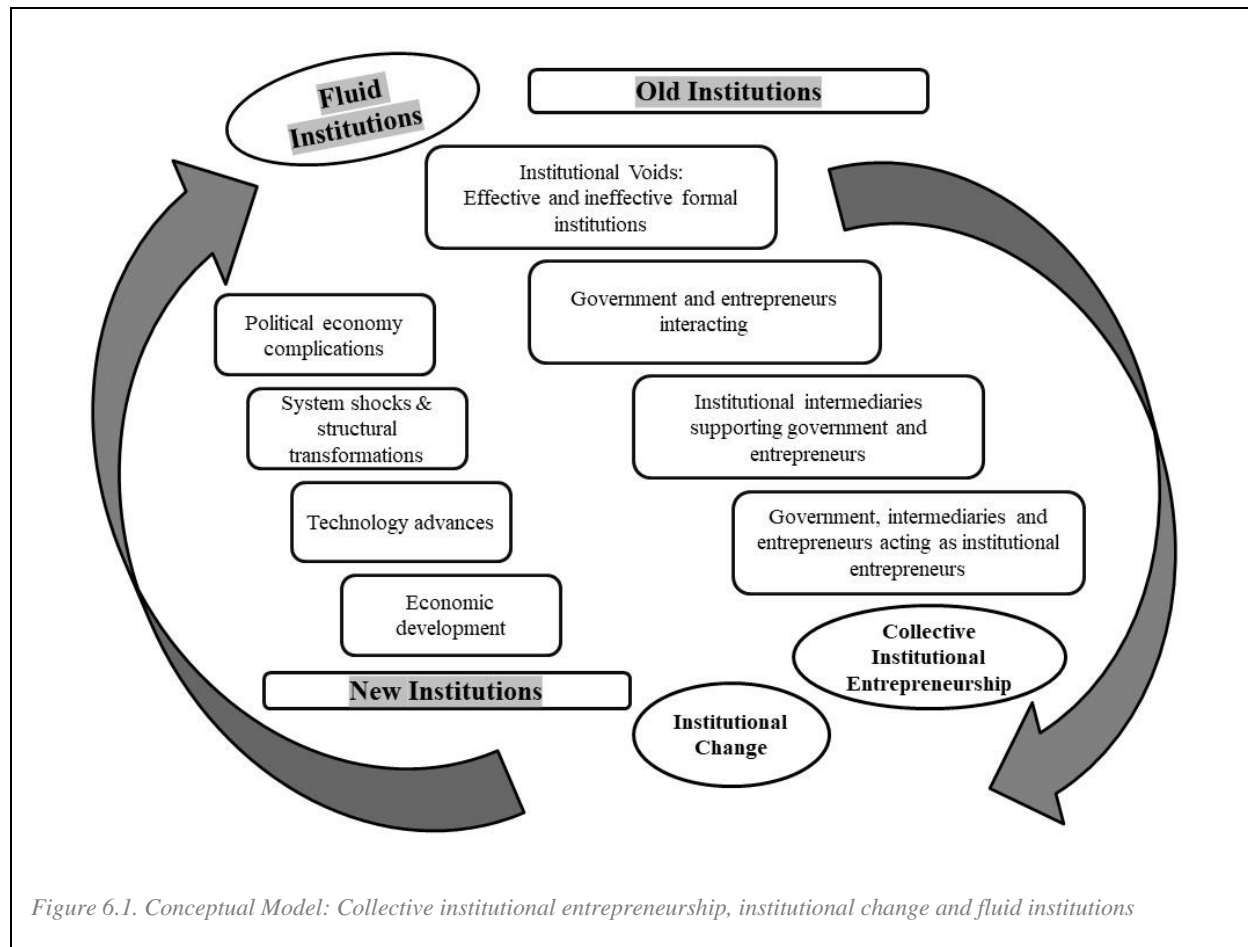 Fluid
Institutions
Old Institutions
Institutional Voids:
Effective and ineffective formal
institutions
Government and entrepreneurs
interacting
Political economy
complications
Institutional intermediaries
supporting government and
entrepreneurs
System shocks &
structural
transformations
Technology advances
Government, intermediaries and
entrepreneurs acting as institutional
entrepreneurs
Economic
development
Collective
Institutional
Entrepreneurship
New Institutions
Institutional
Change
Figure 6.1. Conceptual Model: Collective institutional entrepreneurship, institutional change and fluid institutions